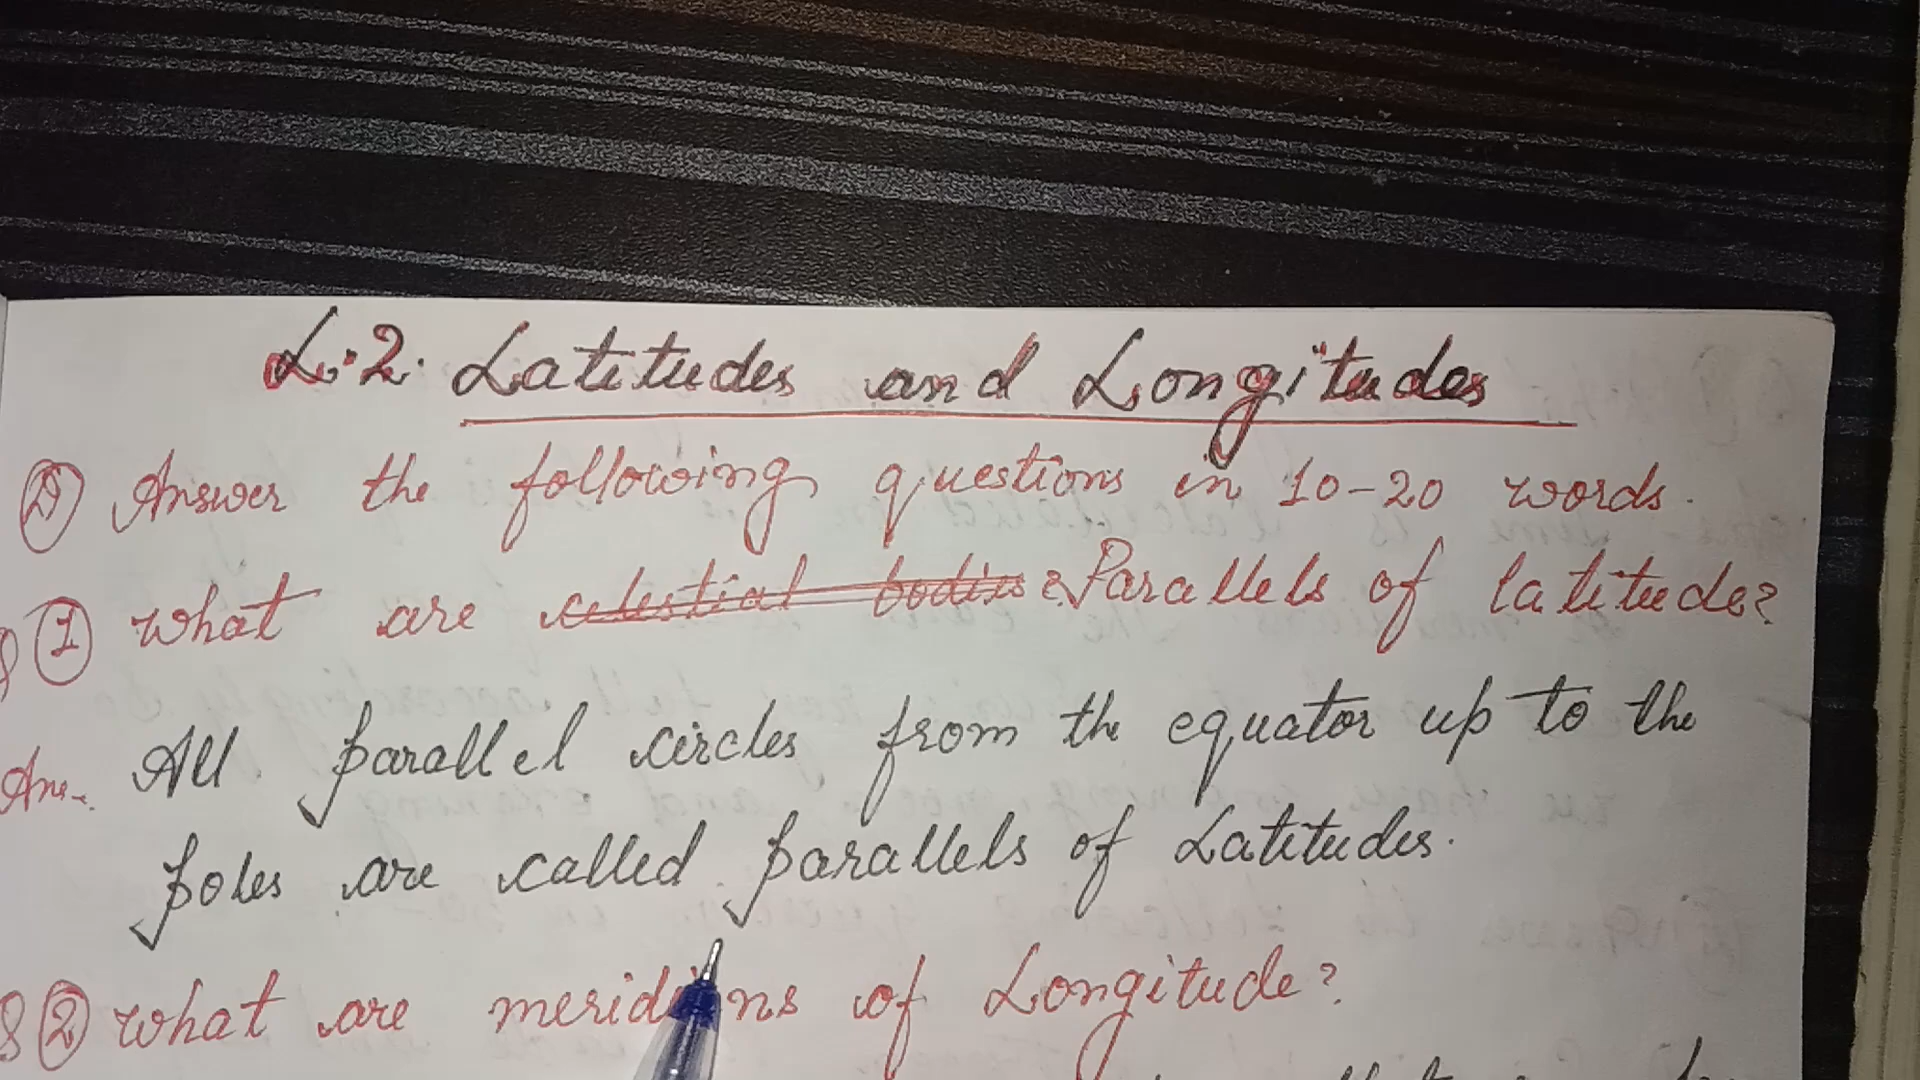 L.2. Latitudes and Longitudes
D Answer the following questions in 10-20 words.
Q 1 What are celestial bodies? Parallels of latitude?
Ans-. All parallel circles from the equator up to the
poles are called parallels of Latitudes.
Q 2 What are meridians of Longitude?